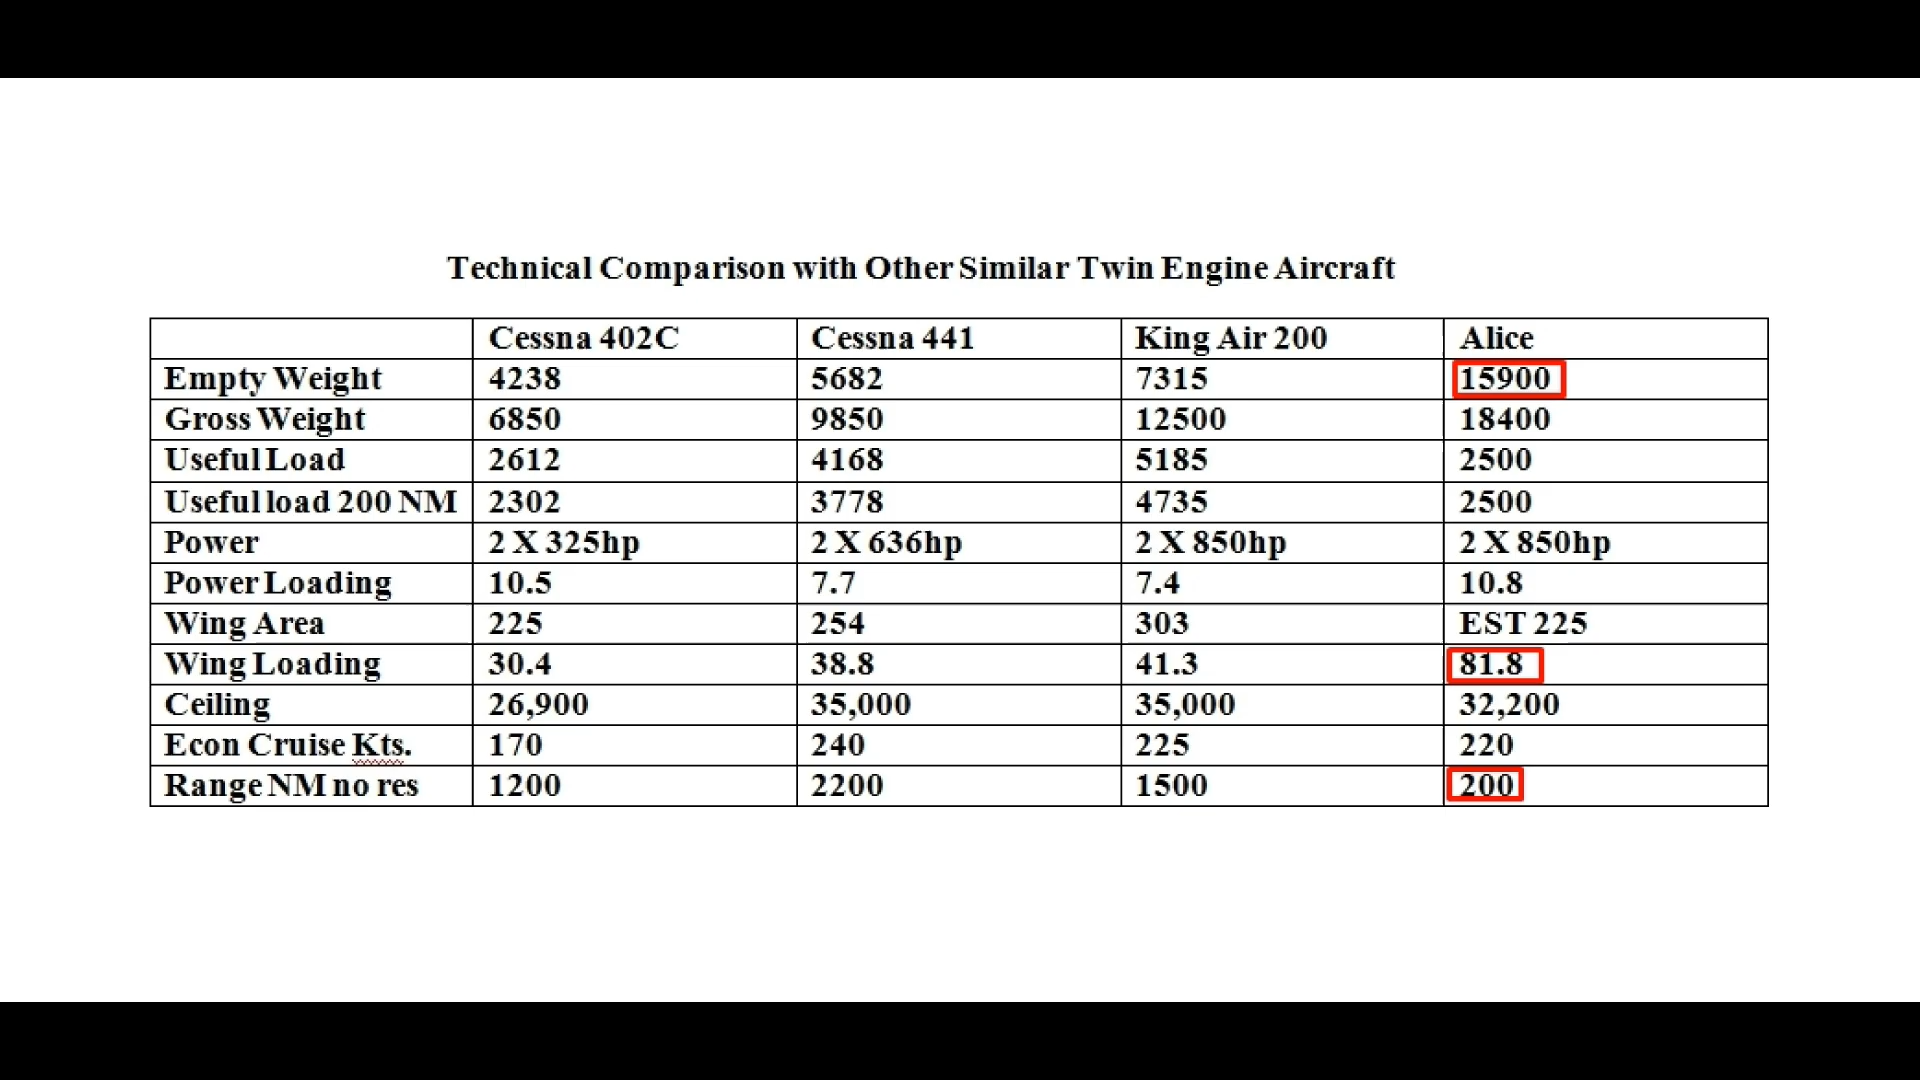 Technical Comparison with Other Similar Twin Engine Aircraft
Cessna 402C Cessna 441 King Air 200 Alice
Empty Weight 4238 5682 7315 15900
Gross Weight 6850 9850 12500 18400
Useful Load 2612 4168 5185 2500
Useful load 200 NM 2302 3778 4735 2500
Power 2 X 325hp 2 X 636hp 2 X 850hp 2 X 850hp
Power Loading 10.5 7.7 7.4 10.8
Wing Area 225 254 303 EST 225
Wing Loading 30.4 38.8 41.3 81.8
Ceiling 26,900 35,000 35,000 32,200
Econ Cruise Kts. 170 240 225 220
Range NM no res 1200 2200 1500 200